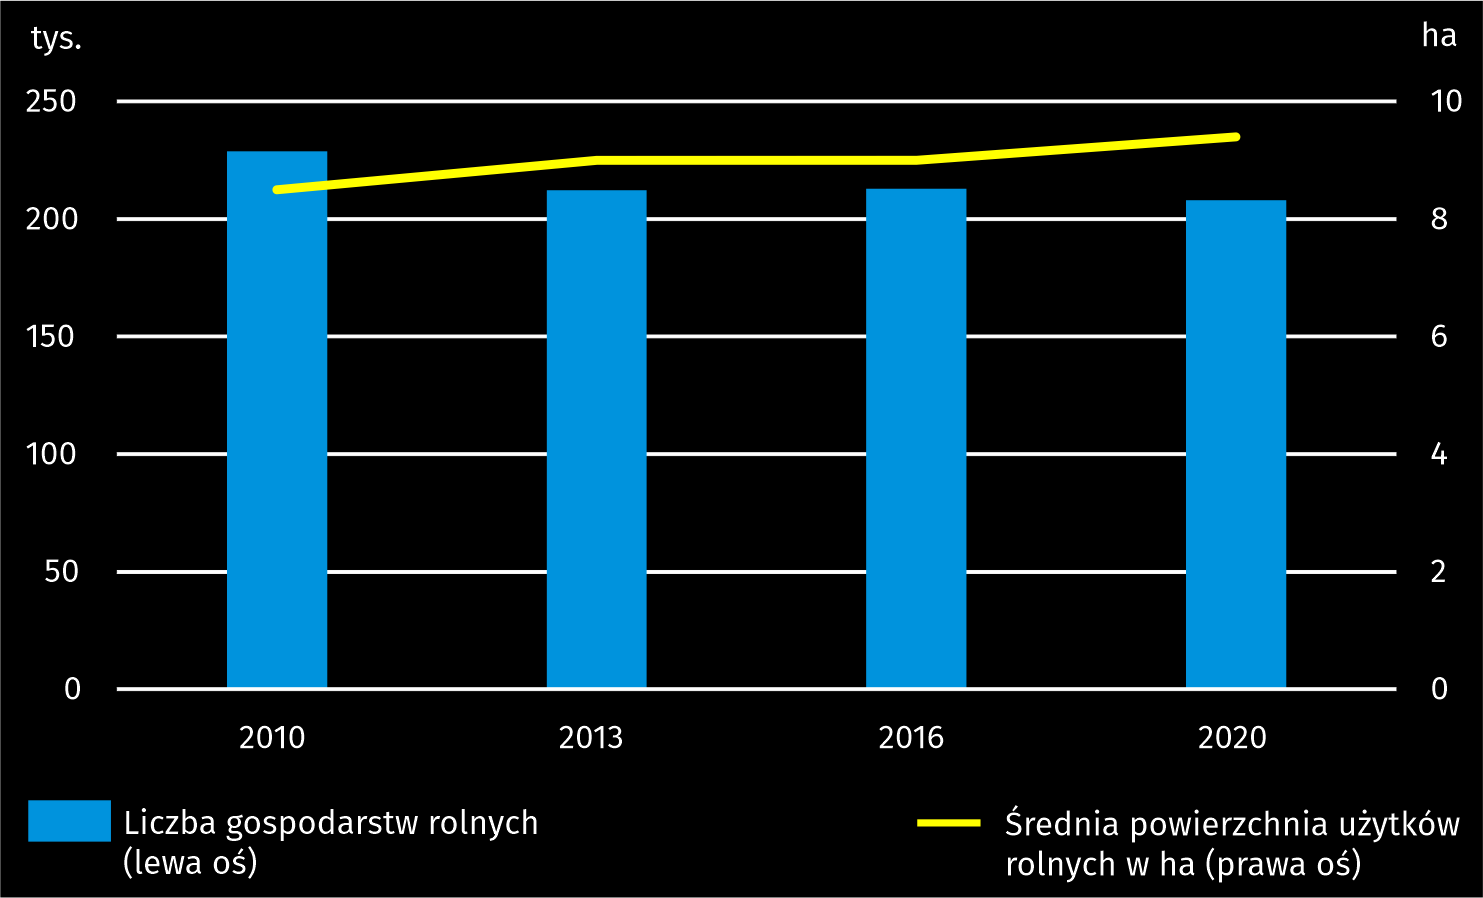 tys.
ha
250
10
200
8
150
6
100
4
50
2
0
0
2010
2013
2016
2020
Liczba gospodarstw rolnych
(lewa oś)
Średnia powierzchnia użytków
rolnych w ha (prawa oś)